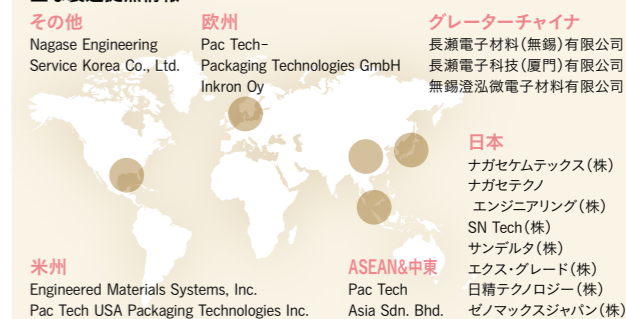 その他
Nagase Engineering
Service Korea Co., Ltd.
欧州
Pac Tech–
Packaging Technologies GmbH
Inkron Oy
グレーターチャイナ
長瀬電子材料(無錫)有限公司
長瀬電子科技(厦門)有限公司
無錫澄泓微電子材料有限公司
日本
ナガセケムテックス(株)
ナガセテクノ
エンジニアリング(株)
SN Tech(株)
サンデルタ(株)
エクス・グレード(株)
日精テクノロジー(株)
ゼノマックスジャパン(株)
米州
Engineered Materials Systems, Inc.
Pac Tech USA Packaging Technologies Inc.
ASEAN&中東
Pac Tech
Asia Sdn. Bhd.